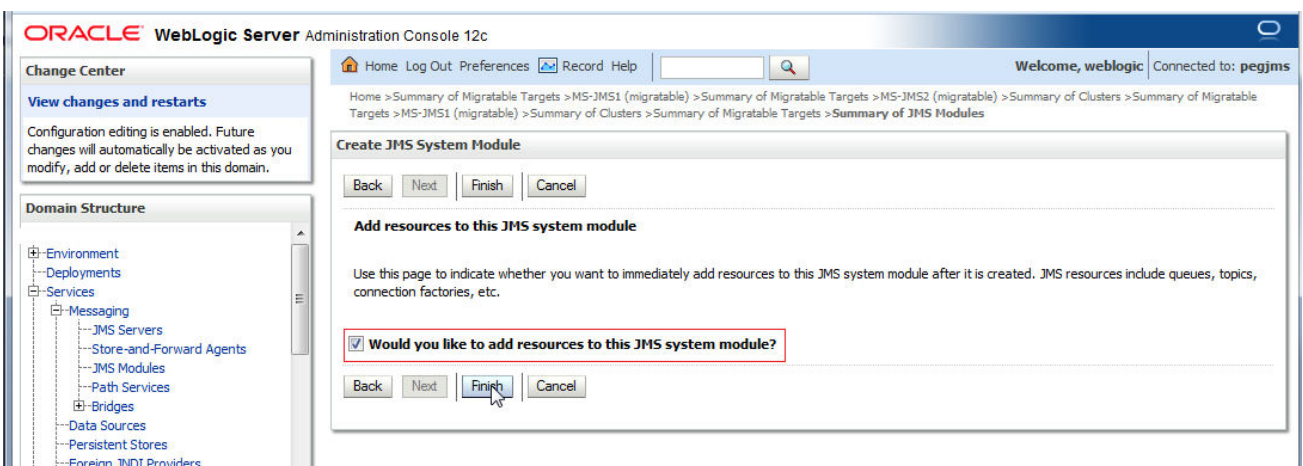 ORACLE WebLogic Server Administration Console 12c
Change Center
View changes and restarts
Configuration editing is enabled. Future
changes will automatically be activated as you
modify, add or delete items in this domain.
Domain Structure
Environment
Deployments
Services
Messaging
JMS Servers
Store-and-Forward Agents
JMS Modules
Path Services
Bridges
Data Sources
Persistent Stores
Foreign JNDI Providers
Home Log Out Preferences Record Help
Welcome, weblogic Connected to: pegjms
Home >Summary of Migratable Targets >MS-JMS1 (migratable) >Summary of Migratable Targets >MS-JMS2 (migratable) >Summary of Clusters >Summary of Migratable
Targets >MS-JMS1 (migratable) >Summary of Clusters >Summary of Migratable Targets >Summary of JMS Modules
Create JMS System Module
Back Next Finish Cancel
Add resources to this JMS system module
Use this page to indicate whether you want to immediately add resources to this JMS system module after it is created. JMS resources include queues, topics,
connection factories, etc.
Would you like to add resources to this JMS system module?
Back Next Finish Cancel